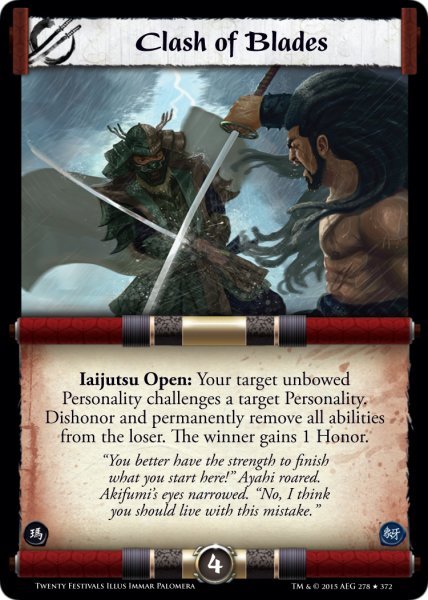 Clash of Blades
Iaijutsu Open: Your target unbowed
Personality challenges a target Personality.
Dishonor and permanently remove all abilities
from the loser. The winner gains 1 Honor.
“You better have the strength to finish
what you start here!” Ayahi roared.
Akifumi’s eyes narrowed. “No, I think
you should live with this mistake.”
瑪
4
Twenty Festivals Illus Immar Palomera
TM & © 2015 AEG 278 ★ 372